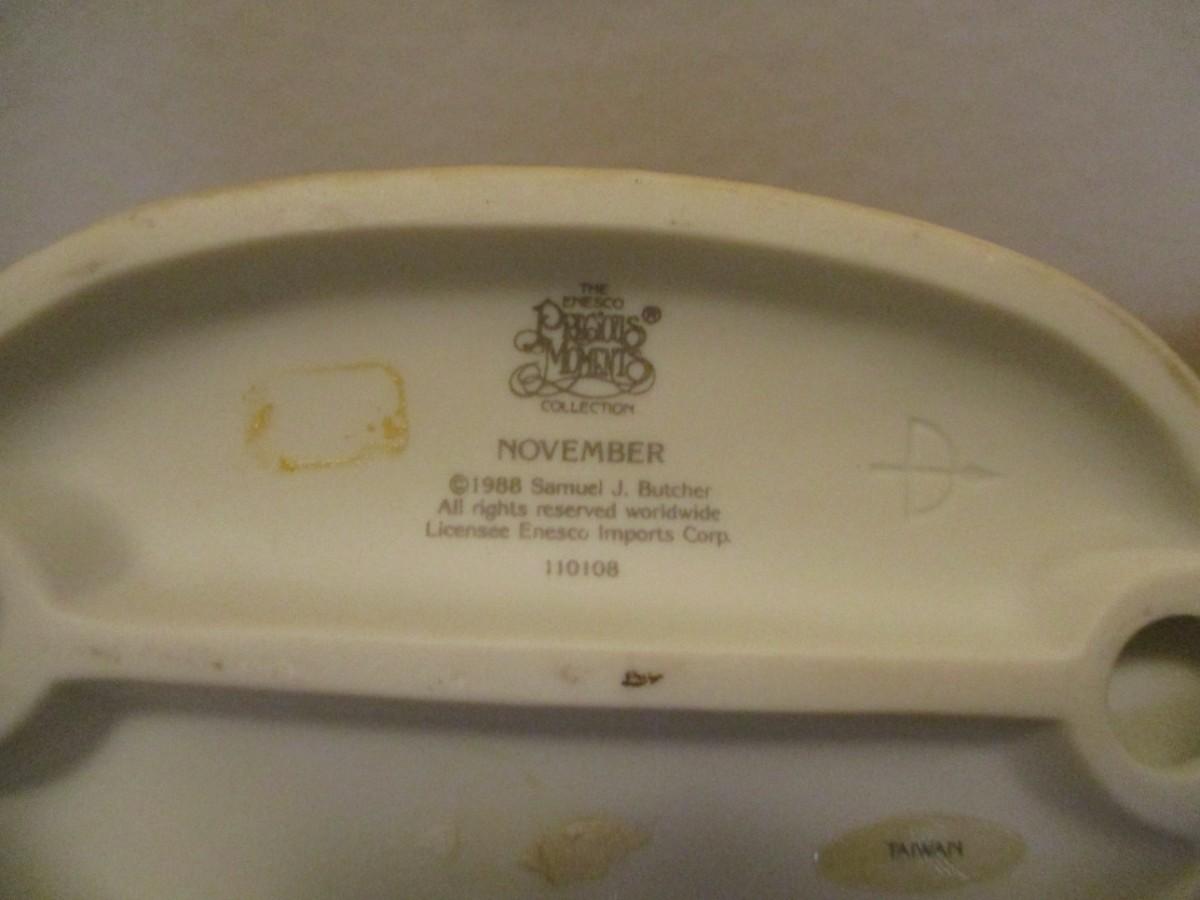 THE
ENESCO
PRECIOUS
MOMENTS®
COLLECTION
NOVEMBER
©1988 Samuel J. Butcher
All rights reserved worldwide
Licensee Enesco Imports Corp.
110108
TAIWAN